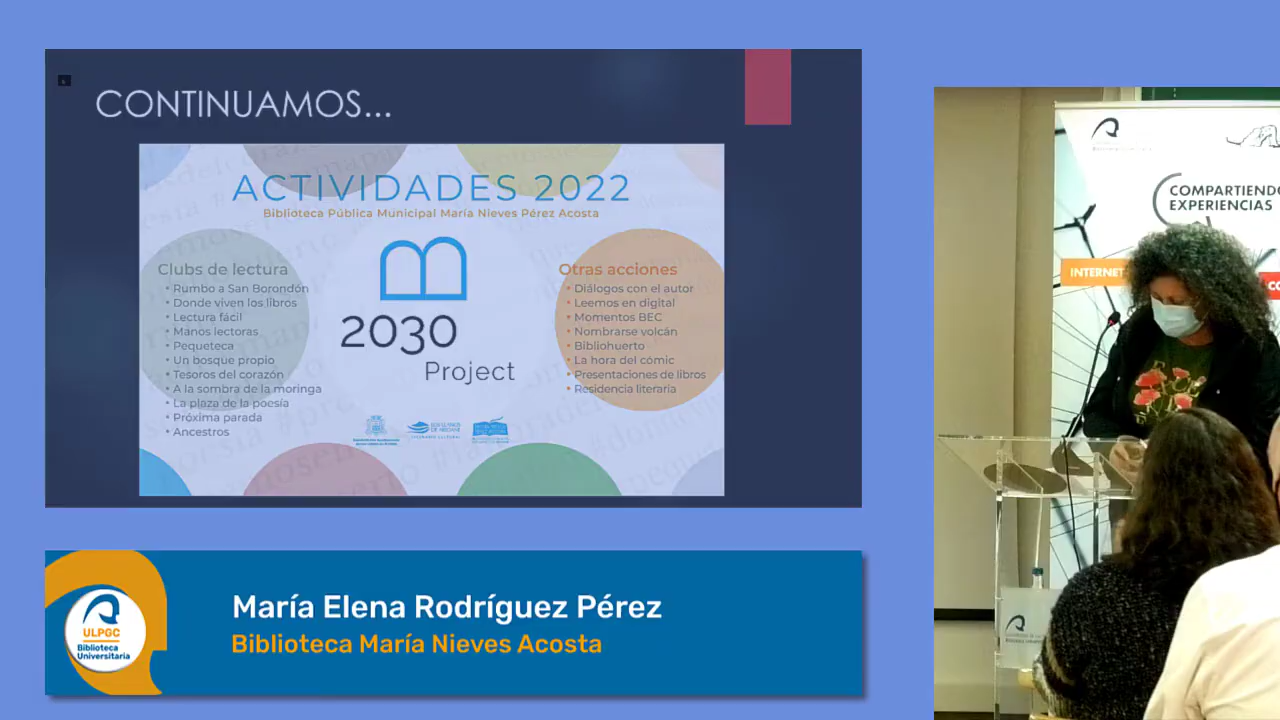 CONTINUAMOS...
ACTIVIDADES 2022
Biblioteca Pública Municipal María Nieves Pérez Acosta
Clubs de lectura
• Rumbo a San Borondón
• Donde viven los libros
• Lectura fácil
• Manos lectoras
• Pequeteca
• Un bosque propio
• Tesoros del corazón
• A la sombra de la moringa
• La plaza de la poesía
• Próxima parada
• Ancestros
2030
Project
Otras acciones
• Diálogos con el autor
• Leemos en digital
• Momentos BEC
• Nombrarse volcán
• Bibliohuerto
• La hora del cómic
• Presentaciones de libros
• Residencia literaria
COMPARTIENDO
EXPERIENCIAS
INTERNET
CO
ULPGC
Biblioteca
Universitaria
María Elena Rodríguez Pérez
Biblioteca María Nieves Acosta